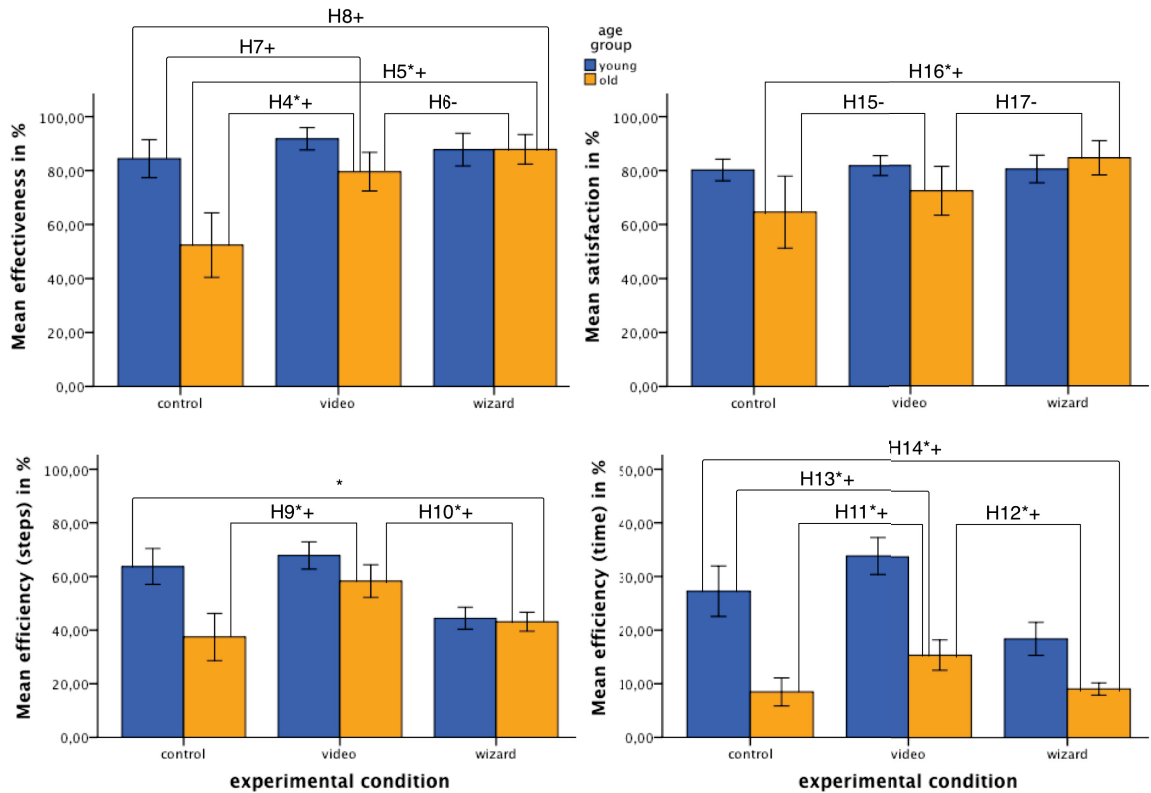 H8+
H7+
H5*+
H4*+
H6-
Mean effectiveness in %
100,00
80,00
60,00
40,00
20,00
0,00
control
video
wizard
age
group
young
old
H16*+
H15-
H17-
Mean satisfaction in %
100,00
80,00
60,00
40,00
20,00
0,00
control
video
wizard
*
H9*+
H10*+
Mean efficiency (steps) in %
100,00
80,00
60,00
40,00
20,00
0,00
control
video
wizard
experimental condition
H14*+
H13*+
H11*+
H12*+
Mean efficiency (time) in %
50,00
40,00
30,00
20,00
10,00
0,00
control
video
wizard
experimental condition